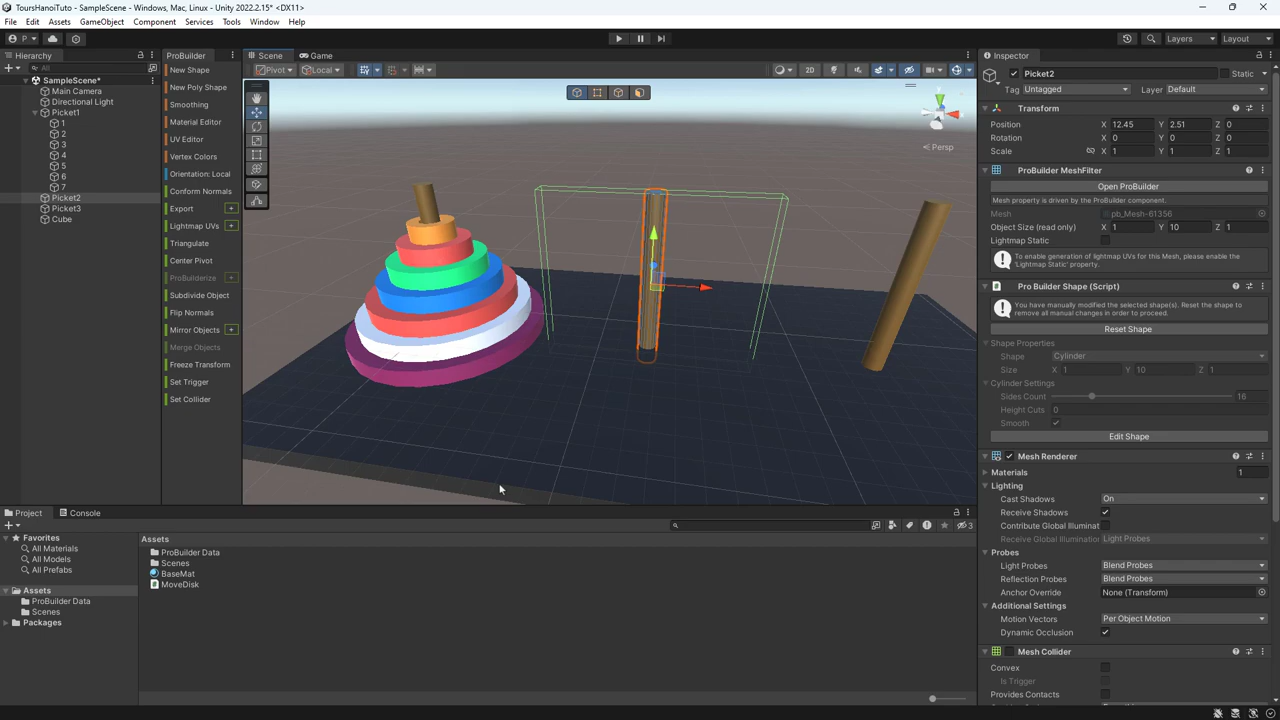 ToursHanoiTuto - SampleScene - Windows, Mac, Linux - Unity 2022.2.15* <DX11>
File Edit Assets GameObject Component Services Tools Window Help
P
Layers Layout
Hierarchy
All
SampleScene*
Main Camera
Directional Light
Picket1
1
2
3
4
5
6
7
Picket2
Picket3
Cube
ProBuilder
New Shape
New Poly Shape
Smoothing
Material Editor
UV Editor
Vertex Colors
Orientation: Local
Conform Normals
Export
Lightmap UVs
Triangulate
Center Pivot
ProBuilderize
Subdivide Object
Flip Normals
Mirror Objects
Merge Objects
Freeze Transform
Set Trigger
Set Collider
Scene Game
Pivot Local
2D
y
Persp
Inspector
Picket2 Static
Tag Untagged Layer Default
Transform
Position X 12.45 Y 2.51 Z 0
Rotation X 0 Y 0 Z 0
Scale X 1 Y 1 Z 1
ProBuilder MeshFilter
Open ProBuilder
Mesh property is driven by the ProBuilder component.
Mesh pb_Mesh-61356
Object Size (read only) X 1 Y 10 Z 1
Lightmap Static
To enable generation of lightmap UVs for this Mesh, please enable the
'Lightmap Static' property.
Pro Builder Shape (Script)
You have manually modified the selected shape(s). Reset the shape to
remove all manual changes in order to proceed.
Reset Shape
Shape Properties
Shape Cylinder
Size X 1 Y 10 Z 1
Cylinder Settings
Sides Count 16
Height Cuts 0
Smooth
Edit Shape
Mesh Renderer
Materials 1
Lighting
Cast Shadows On
Receive Shadows
Contribute Global Illuminat
Receive Global Illumination Light Probes
Probes
Light Probes Blend Probes
Reflection Probes Blend Probes
Anchor Override None (Transform)
Additional Settings
Motion Vectors Per Object Motion
Dynamic Occlusion
Mesh Collider
Convex
Is Trigger
Provides Contacts
Project Console
3
Favorites
All Materials
All Models
All Prefabs
Assets
ProBuilder Data
Scenes
Packages
Assets
ProBuilder Data
Scenes
BaseMat
MoveDisk